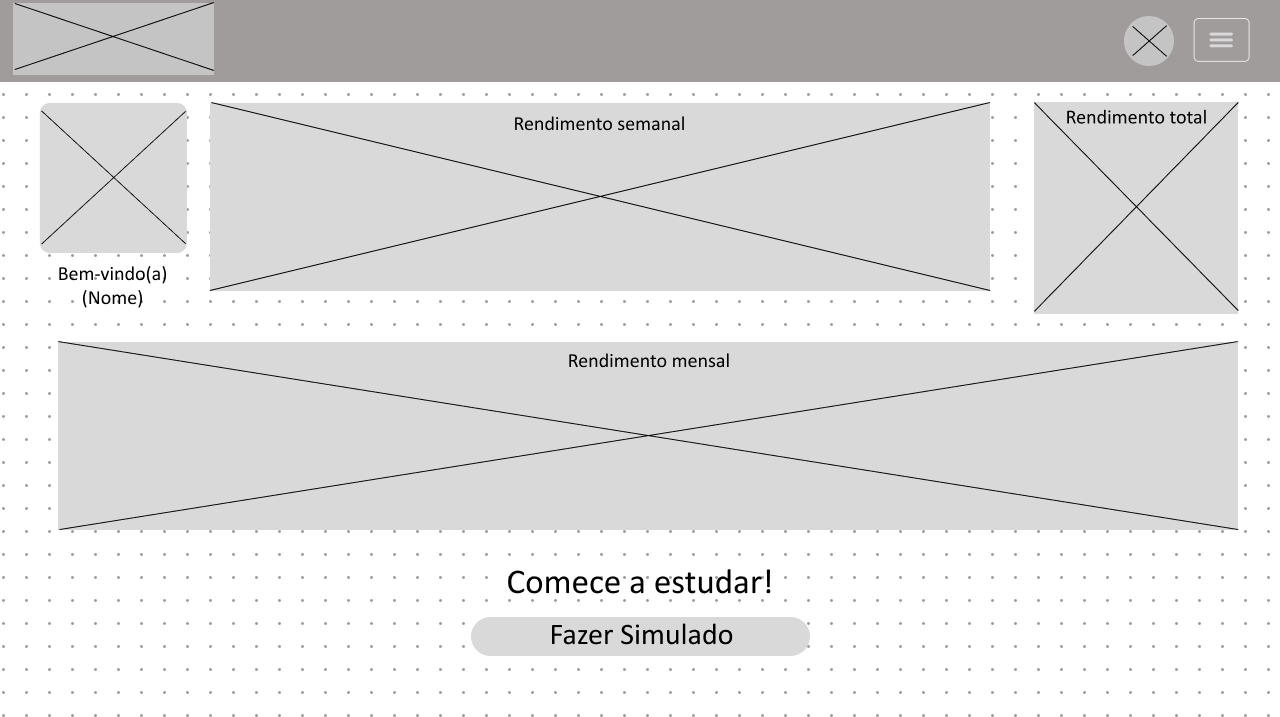 Rendimento semanal
Rendimento total
Bem-vindo(a)
(Nome)
Rendimento mensal
Comece a estudar!
Fazer Simulado